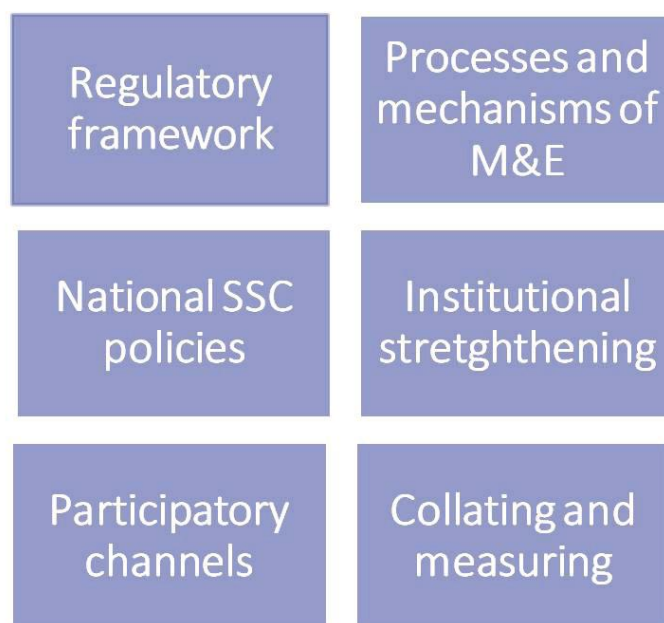 Regulatory
framework
Processes and
mechanisms of
M&E
National SSC
policies
Institutional
stretghthening
Participatory
channels
Collating and
measuring